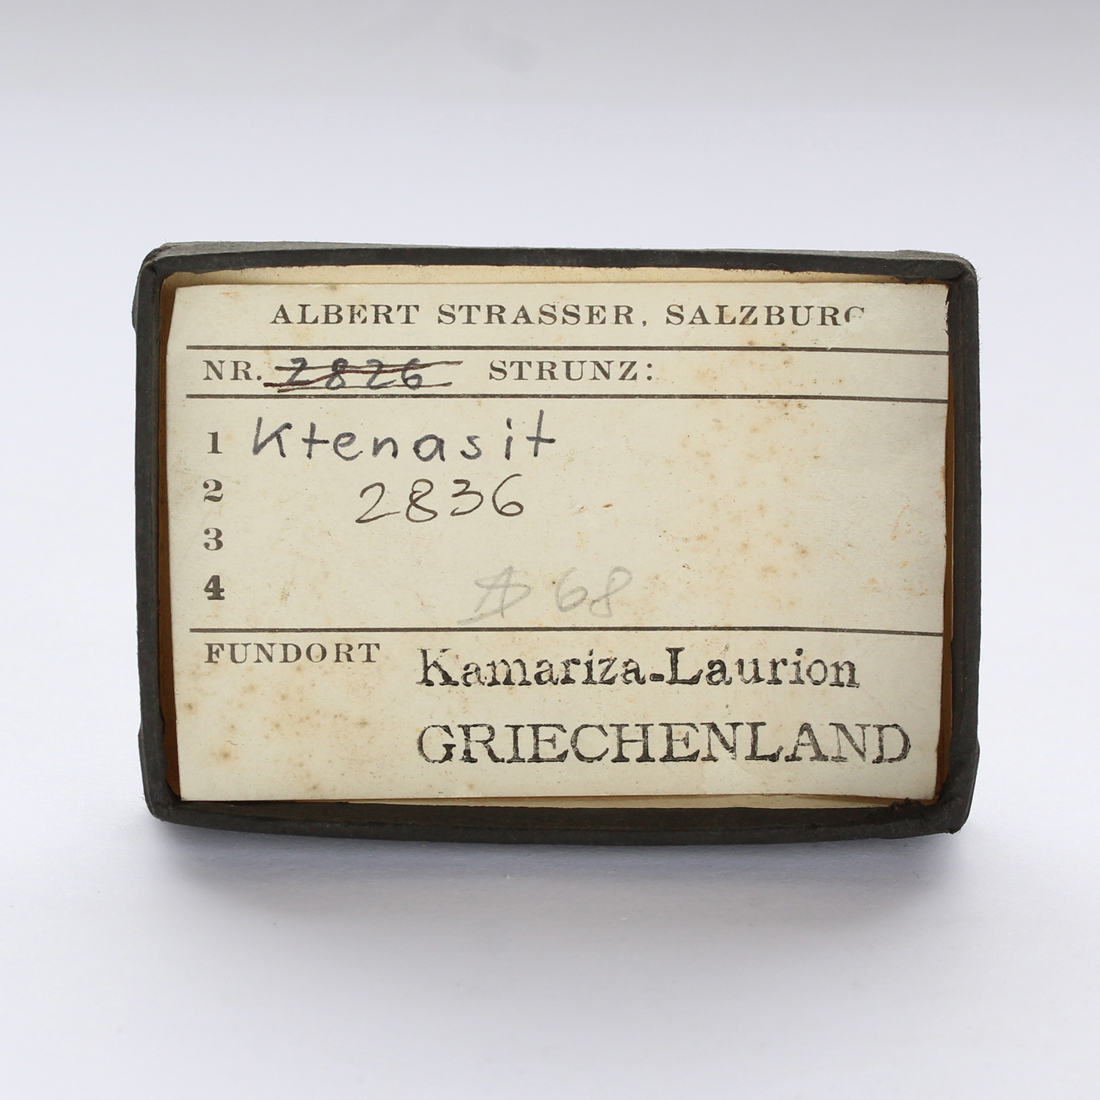 ALBERT STRASSER, SALZBURG
NR. 2826 STRUNZ:
1 Ktenasit
2 2836
3
4
68
FUNDORT Kamariza-Laurion
GRIECHENLAND